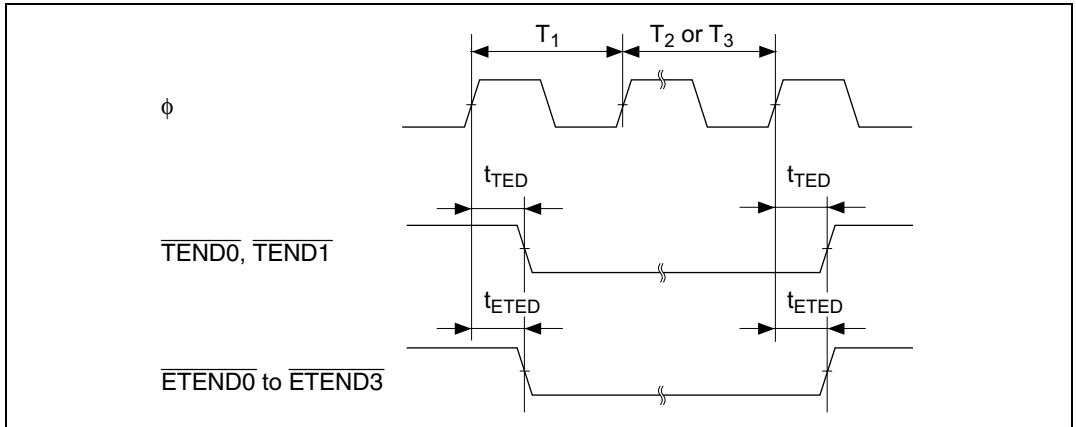 T1 T2 or T3
ϕ
tTED tTED
TEND0, TEND1
tETED tETED
ETEND0 to ETEND3